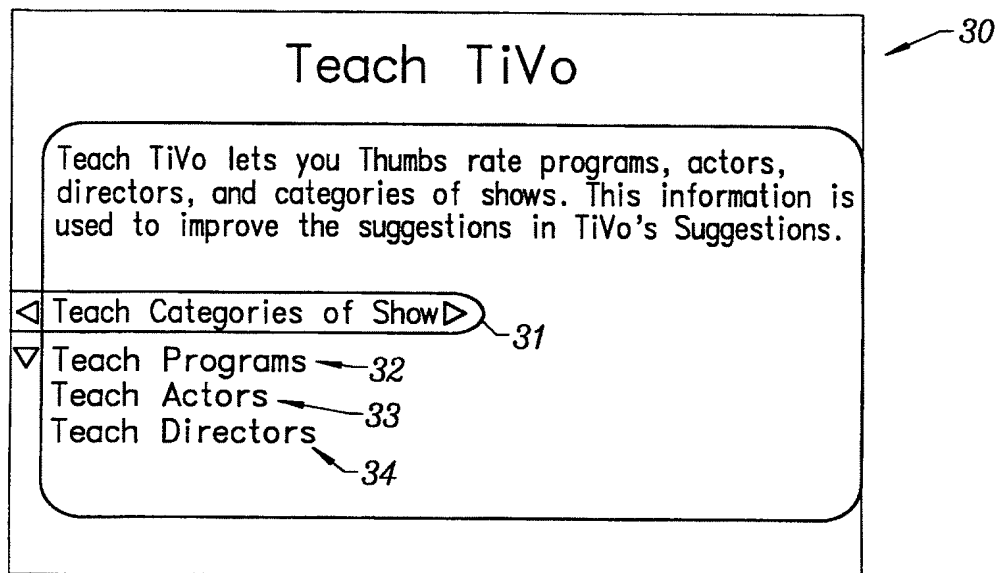 30
Teach TiVo
Teach TiVo lets you Thumbs rate programs, actors,
directors, and categories of shows. This information is
used to improve the suggestions in TiVo's Suggestions.
Teach Categories of Show
31
Teach Programs 32
Teach Actors 33
Teach Directors
34